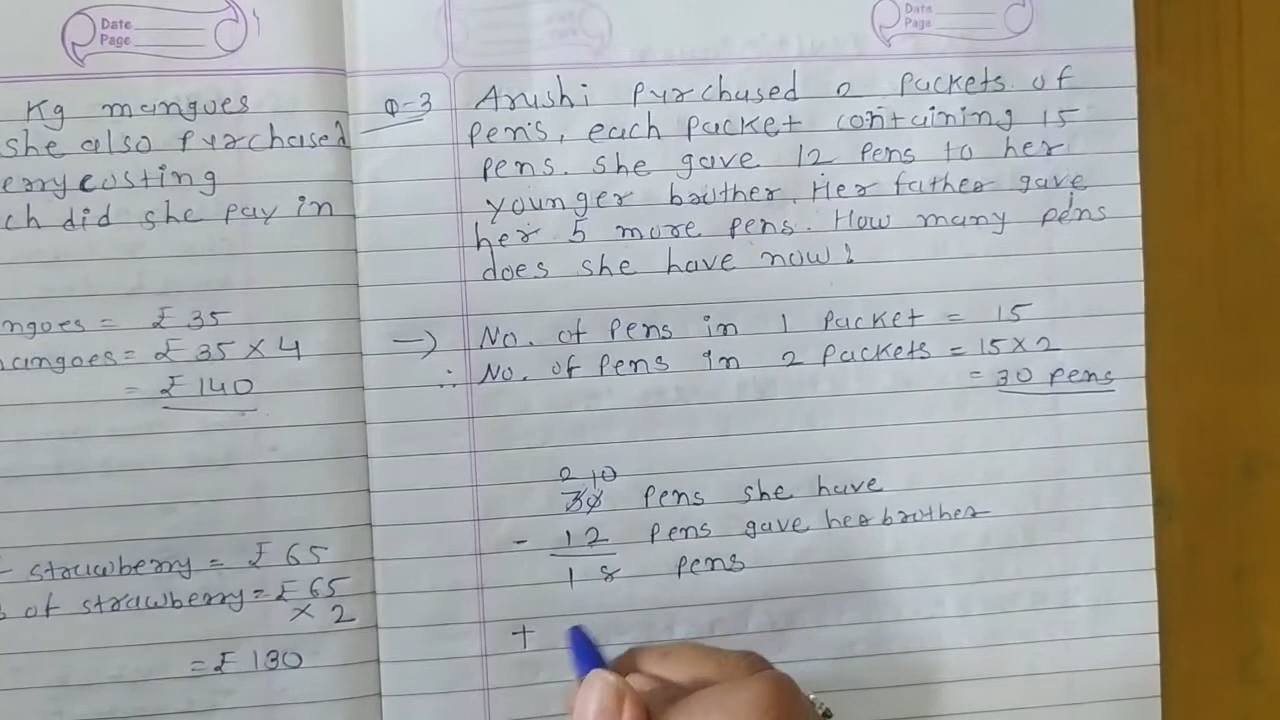 Date
Page
Kg mangoes
she also purchased
erry costing
ch did she pay in
ngoes = ₹ 35
angoes = ₹ 35 × 4
= ₹ 140
strawberry = ₹ 65
of strawberry = ₹ 65
× 2
= ₹ 130
Date
Page
Q-3 Arushi purchased 2 packets of
pens, each packet containing 15
pens. she gave 12 pens to her
younger brother. Her father gave
her 5 more pens. How many pens
does she have now?
→ No. of pens in 1 packet = 15
∴ No. of pens in 2 packets = 15 × 2
= 30 pens
2 10
30 pens she have
- 12 pens gave her brother
18 pens
+